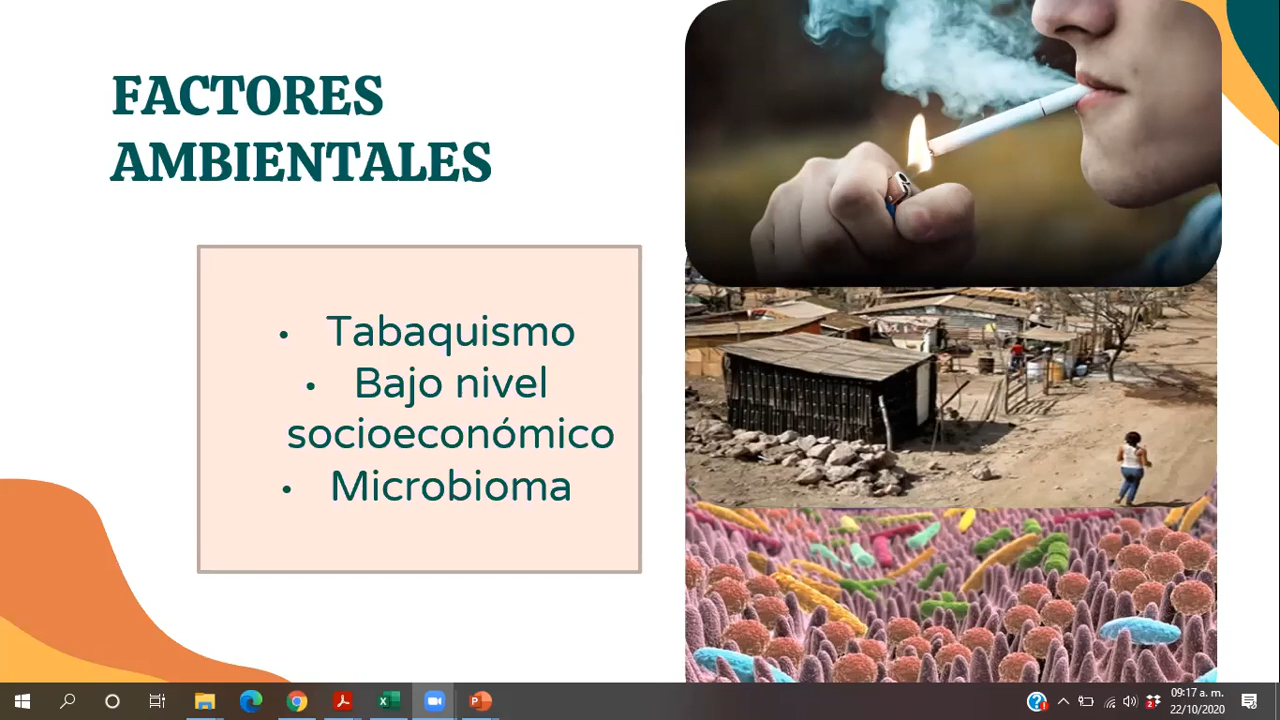 FACTORES
AMBIENTALES
• Tabaquismo
• Bajo nivel
socioeconómico
• Microbioma
09:17 a. m.
22/10/2020